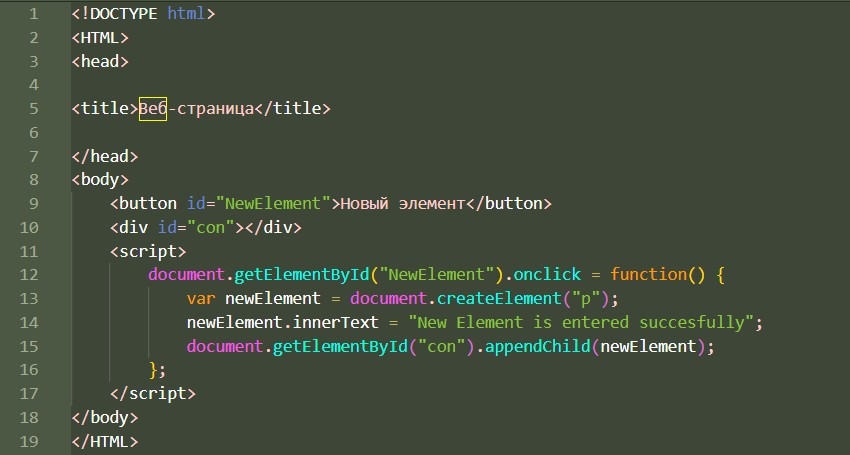 1 <!DOCTYPE html>
2 <HTML>
3 <head>
4
5 <title>Веб-страница</title>
6
7 </head>
8 <body>
9 <button id="NewElement">Новый элемент</button>
10 <div id="con"></div>
11 <script>
12 document.getElementById("NewElement").onclick = function() {
13 var newElement = document.createElement("p");
14 newElement.innerText = "New Element is entered succesfully";
15 document.getElementById("con").appendChild(newElement);
16 };
17 </script>
18 </body>
19 </HTML>